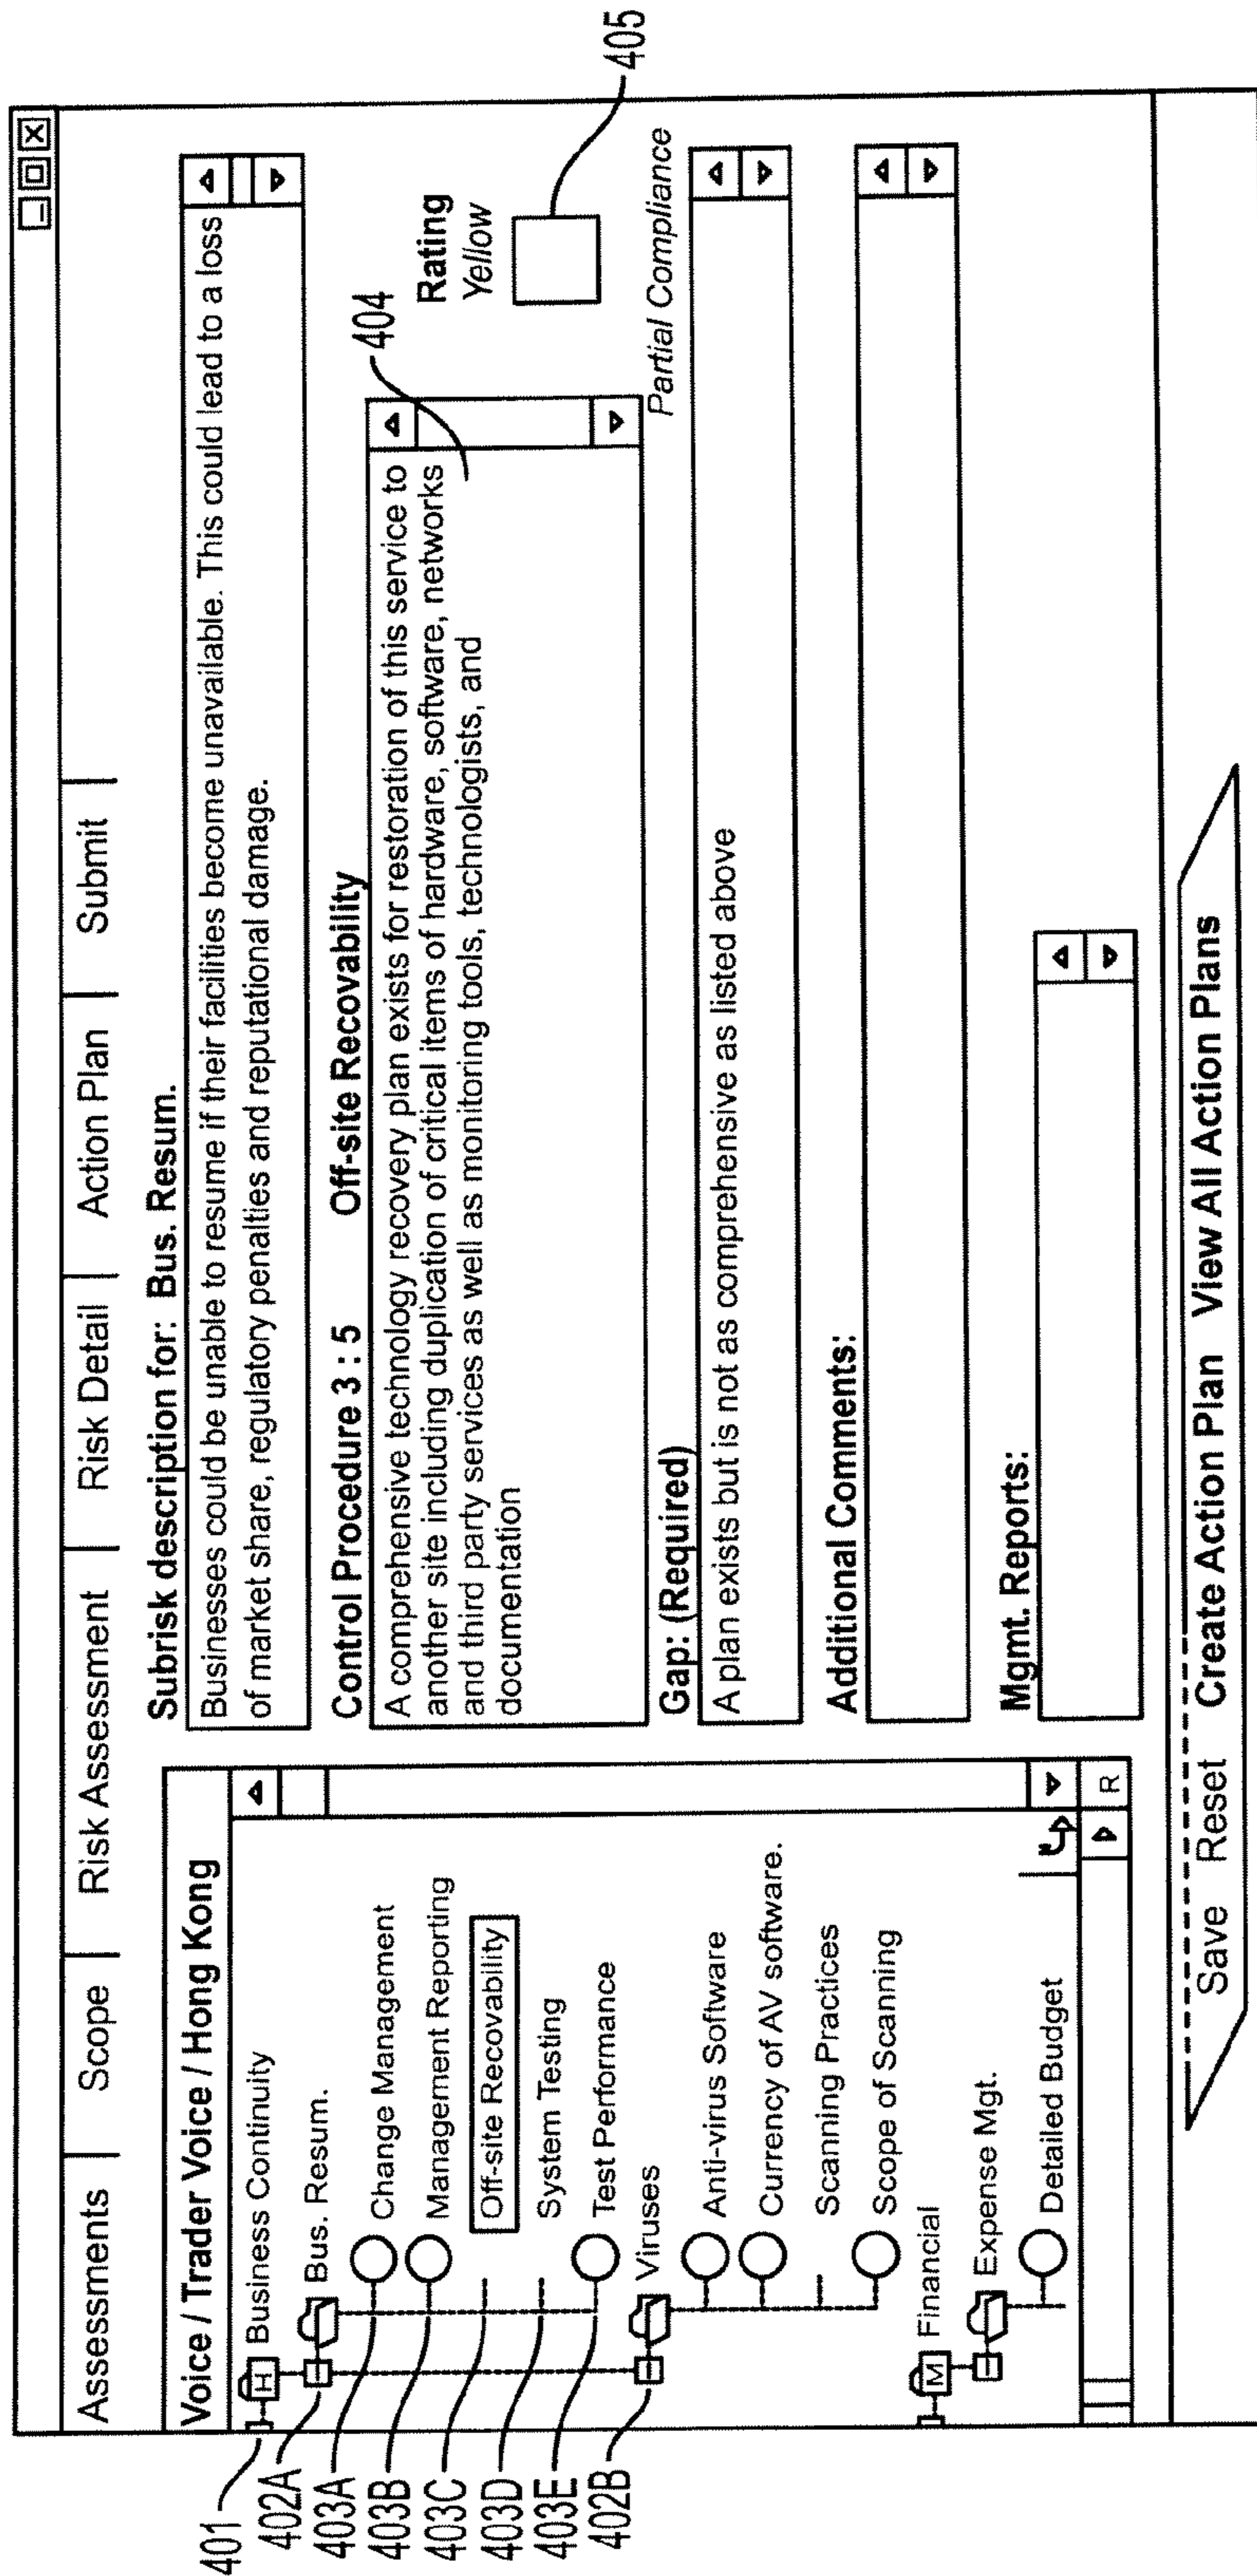 Assessments | Scope | Risk Assessment | Risk Detail | Action Plan | Submit |
Voice / Trader Voice / Hong Kong
H Business Continuity
Bus. Resum.
Change Management
Management Reporting
Off-site Recovability
System Testing
Test Performance
Viruses
Anti-virus Software
Currency of AV software.
Scanning Practices
Scope of Scanning
M Financial
Expense Mgt.
Detailed Budget
R
401
402A
403A
403B
403C
403D
403E
402B
Subrisk description for: Bus. Resum.
Businesses could be unable to resume if their facilities become unavailable. This could lead to a loss
of market share, regulatory penalties and reputational damage.
Control Procedure 3 : 5 Off-site Recovability
A comprehensive technology recovery plan exists for restoration of this service to
another site including duplication of critical items of hardware, software, networks
and third party services as well as monitoring tools, technologists, and
documentation
404
Rating
Yellow
405
Partial Compliance
Gap: (Required)
A plan exists but is not as comprehensive as listed above
Additional Comments:
Mgmt. Reports:
Save Reset Create Action Plan View All Action Plans